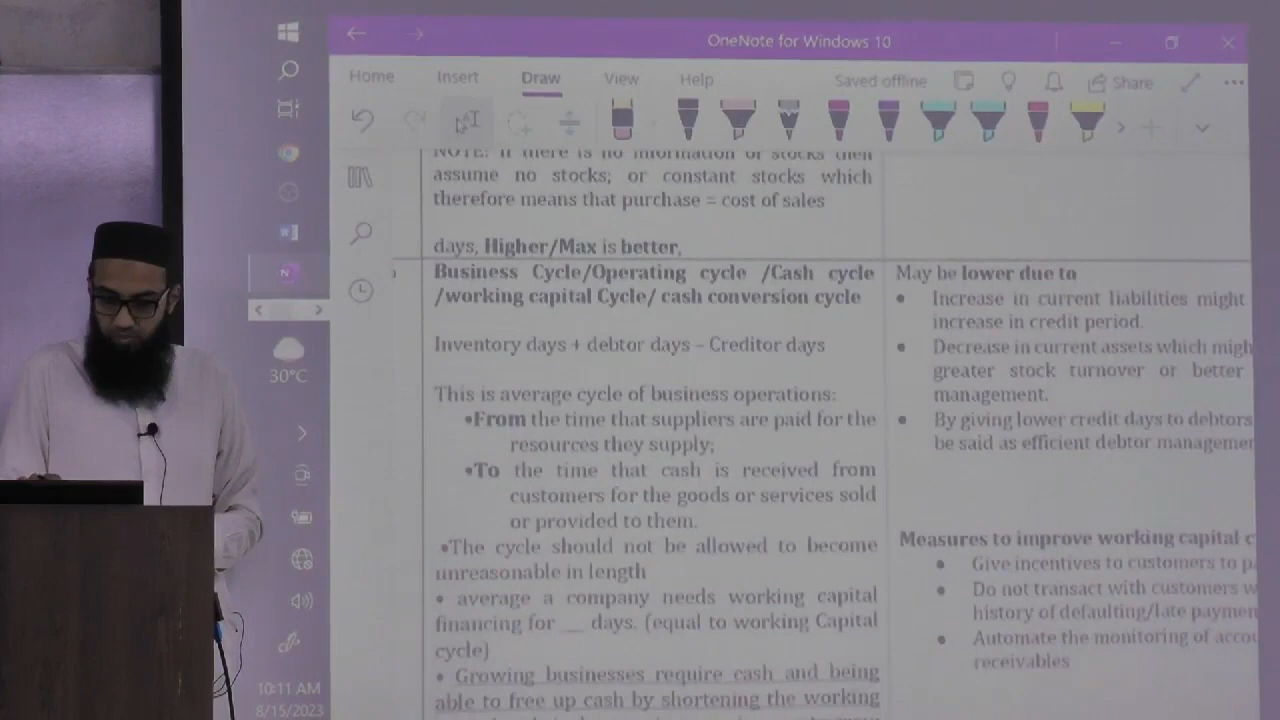 OneNote for Windows 10
Home Insert Draw View Help Saved offline Share
NOTE: If there is no information of stocks then
assume no stocks; or constant stocks which
therefore means that purchase = cost of sales
days, Higher/Max is better,
Business Cycle/Operating cycle /Cash cycle
/working capital Cycle/ cash conversion cycle
Inventory days + debtor days – Creditor days
This is average cycle of business operations:
•From the time that suppliers are paid for the
resources they supply;
•To the time that cash is received from
customers for the goods or services sold
or provided to them.
•The cycle should not be allowed to become
unreasonable in length
• average a company needs working capital
financing for __ days. (equal to working Capital
cycle)
• Growing businesses require cash and being
able to free up cash by shortening the working
May be lower due to
• Increase in current liabilities might
increase in credit period.
• Decrease in current assets which migh
greater stock turnover or better
management.
• By giving lower credit days to debtors
be said as efficient debtor managemen
Measures to improve working capital c
• Give incentives to customers to p
• Do not transact with customers w
history of defaulting/late paymen
• Automate the monitoring of accou
receivables
30°C
10:11 AM
8/15/2023